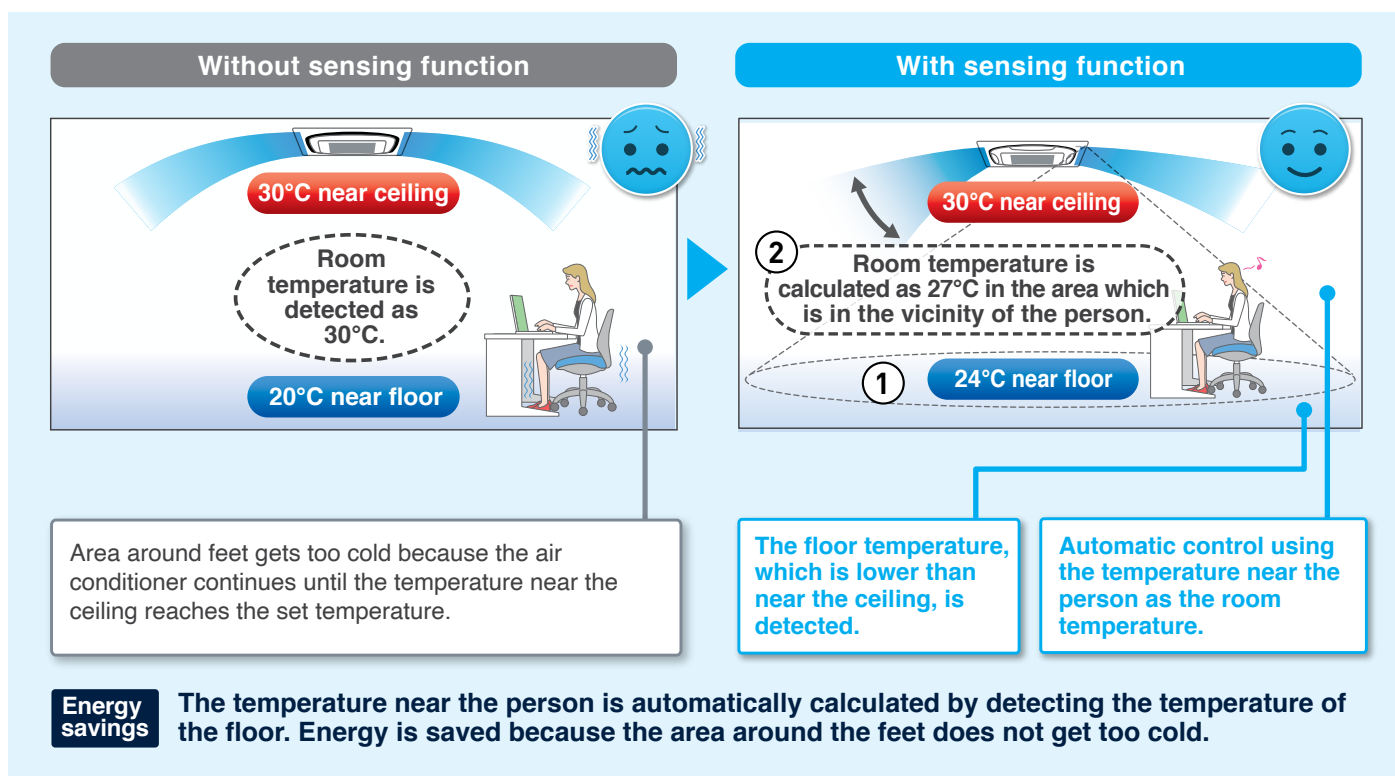 Without sensing function
30°C near ceiling
Room
temperature is
detected as
30°C.
20°C near floor
Area around feet gets too cold because the air
conditioner continues until the temperature near the
ceiling reaches the set temperature.
With sensing function
30°C near ceiling
2
Room temperature is
calculated as 27°C in the area which
is in the vicinity of the person.
1
24°C near floor
The floor temperature,
which is lower than
near the ceiling, is
detected.
Automatic control using
the temperature near the
person as the room
temperature.
Energy
savings
The temperature near the person is automatically calculated by detecting the temperature of
the floor. Energy is saved because the area around the feet does not get too cold.